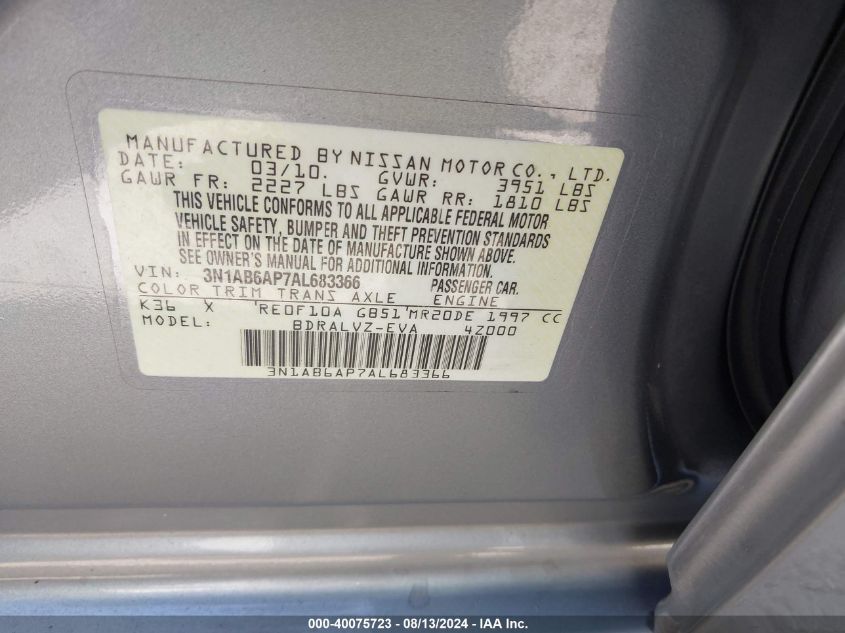 MANUFACTURED BY NISSAN MOTOR CO., LTD.
DATE: 03/10. GVWR: 3951 LBS
GAWR FR: 2227 LBS GAWR RR: 1810 LBS
THIS VEHICLE CONFORMS TO ALL APPLICABLE FEDERAL MOTOR
VEHICLE SAFETY, BUMPER AND THEFT PREVENTION STANDARDS
IN EFFECT ON THE DATE OF MANUFACTURE SHOWN ABOVE.
SEE OWNER'S MANUAL FOR ADDITIONAL INFORMATION.
VIN: 3N1AB6AP7AL683366 PASSENGER CAR
COLOR TRIM TRANS AXLE ENGINE
K36 X 'RE0F10A GB51'MR20DE 1997 CC
MODEL: BDRALVZ-EVA 4Z000
3N1AB6AP7AL683366
000-40075723 - 08/13/2024 - IAA Inc.